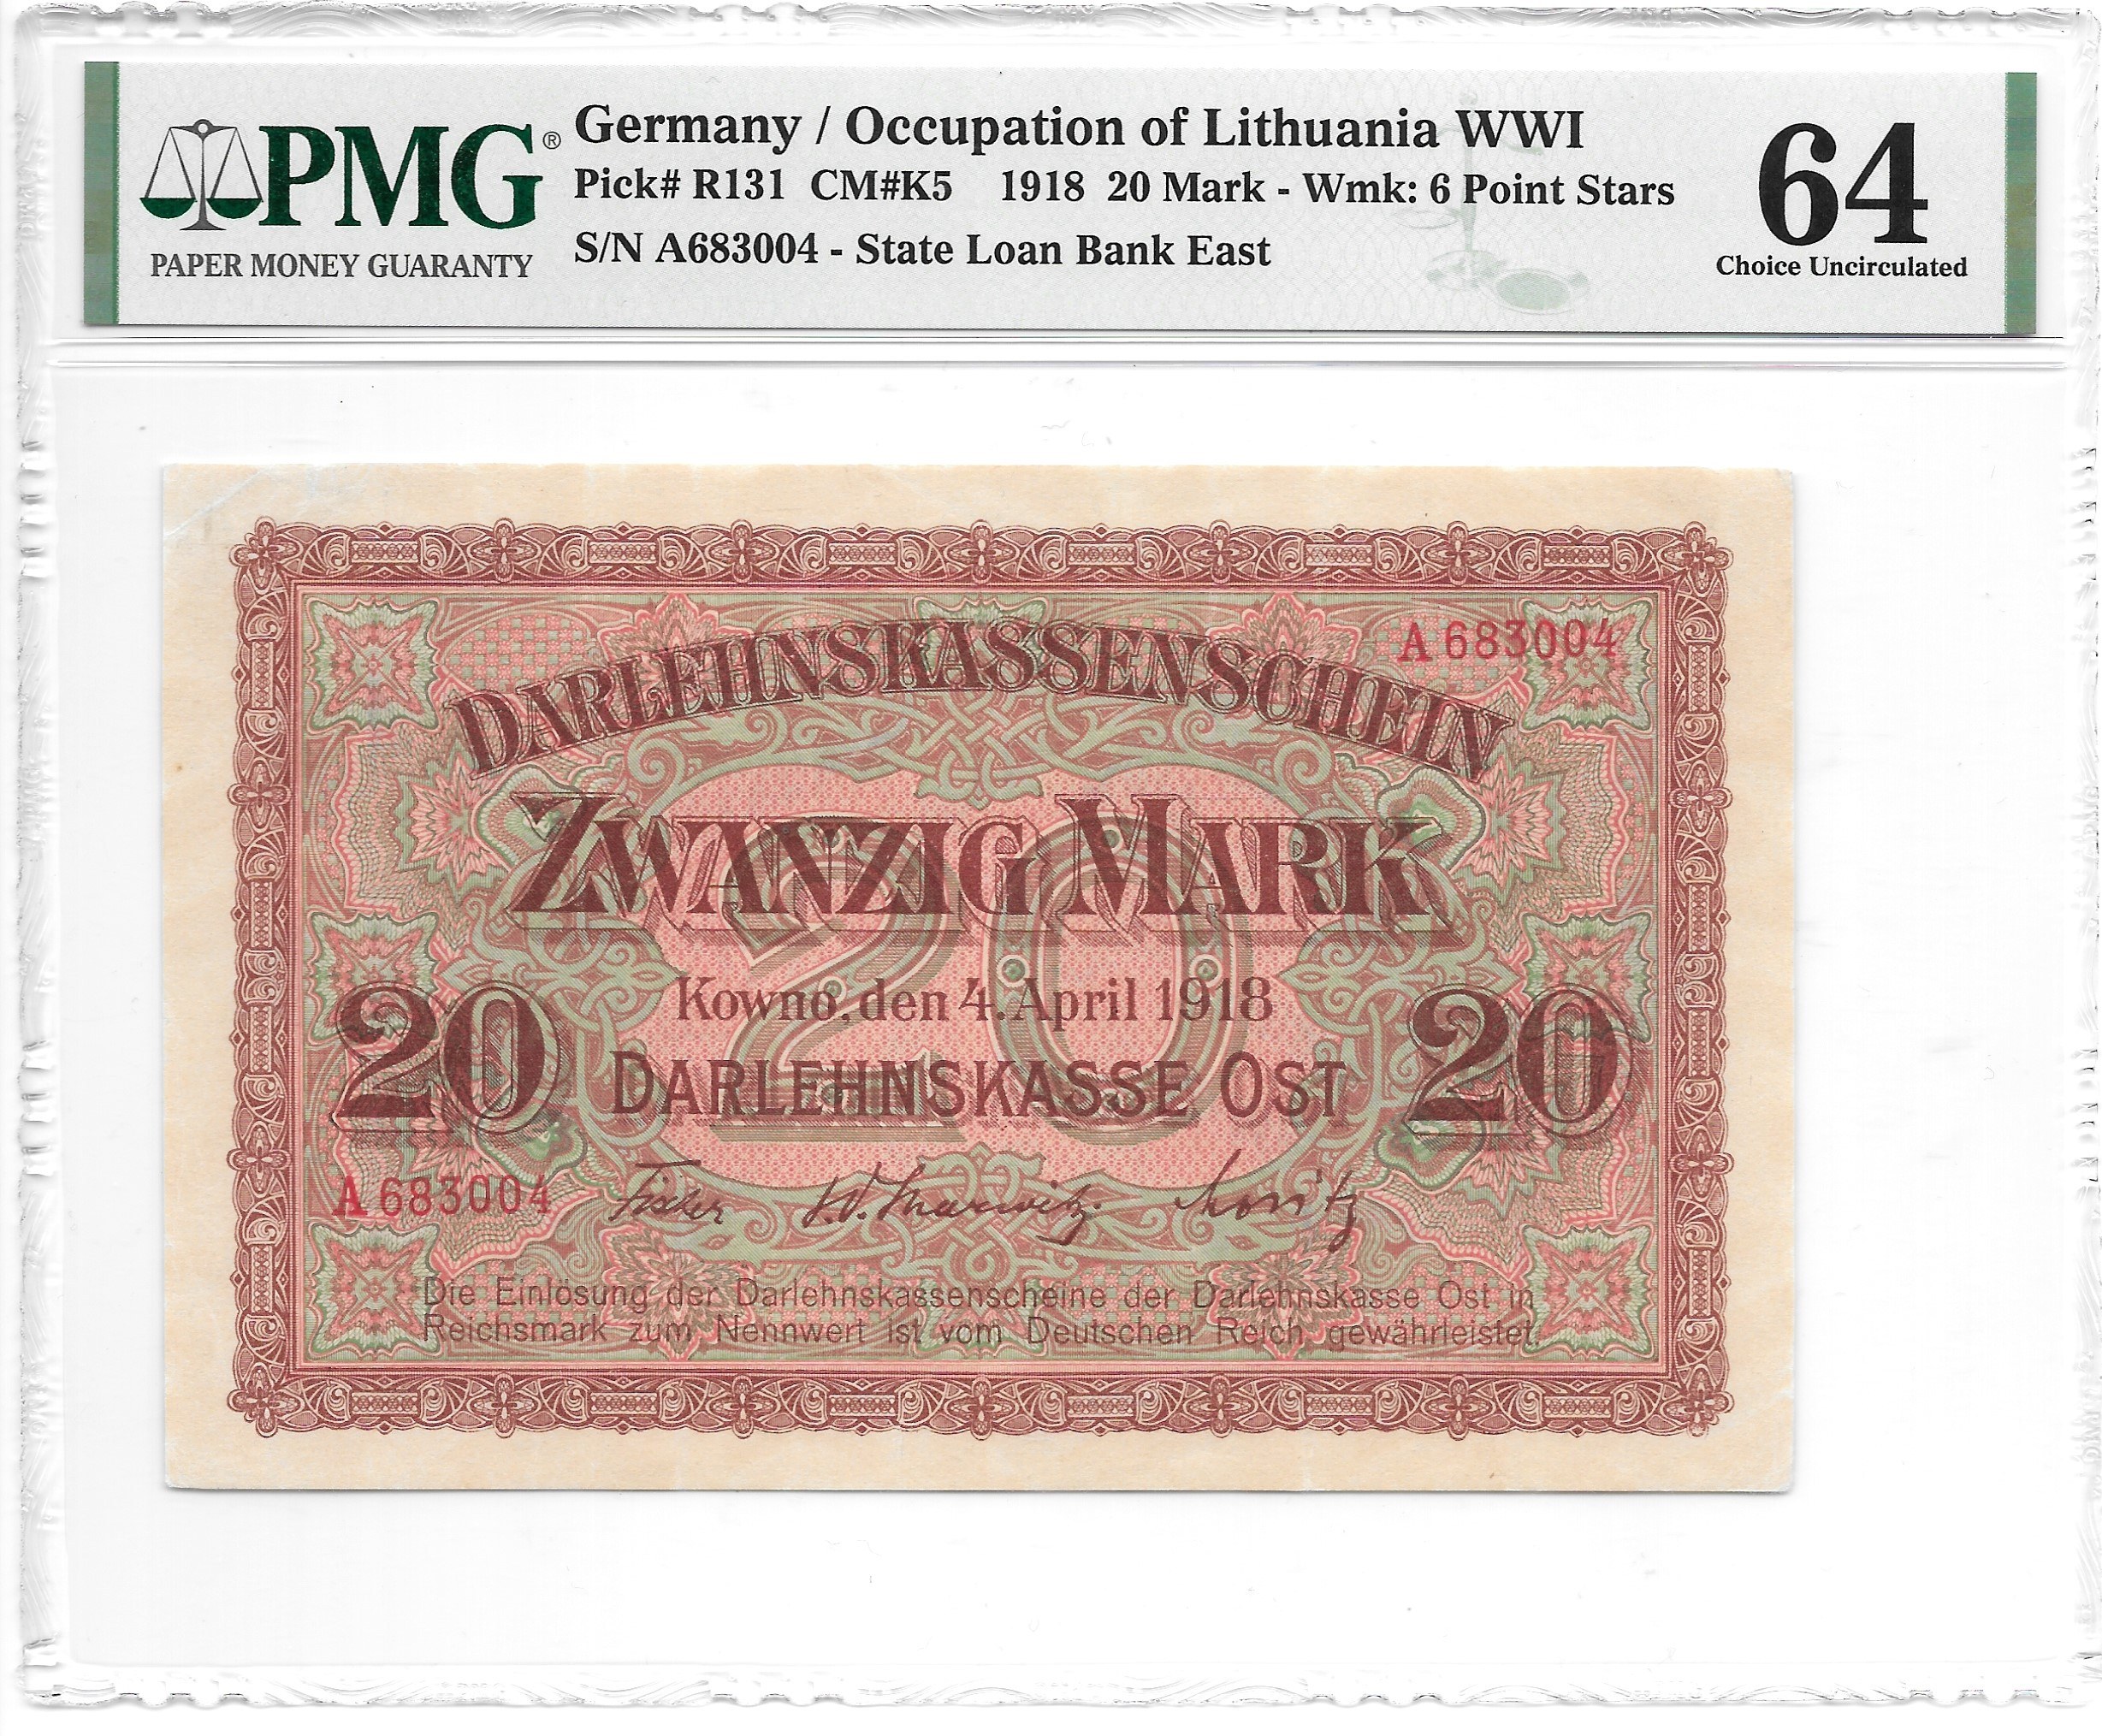 PMG®
PAPER MONEY GUARANTY
Germany / Occupation of Lithuania WWI
Pick# R131 CM#K5 1918 20 Mark - Wmk: 6 Point Stars
S/N A683004 - State Loan Bank East
64
Choice Uncirculated
A 683004
DARLEHNSKASSENSCHEIN
ZWANZIG MARK
20
Kowno, den 4. April 1918
20 DARLEHNSKASSE OST 20
A 683004
Fischer
Moritz
Die Einlösung der Darlehnskassenscheine der Darlehnskasse Ost in
Reichsmark zum Nennwert ist vom Deutschen Reich gewährleistet.